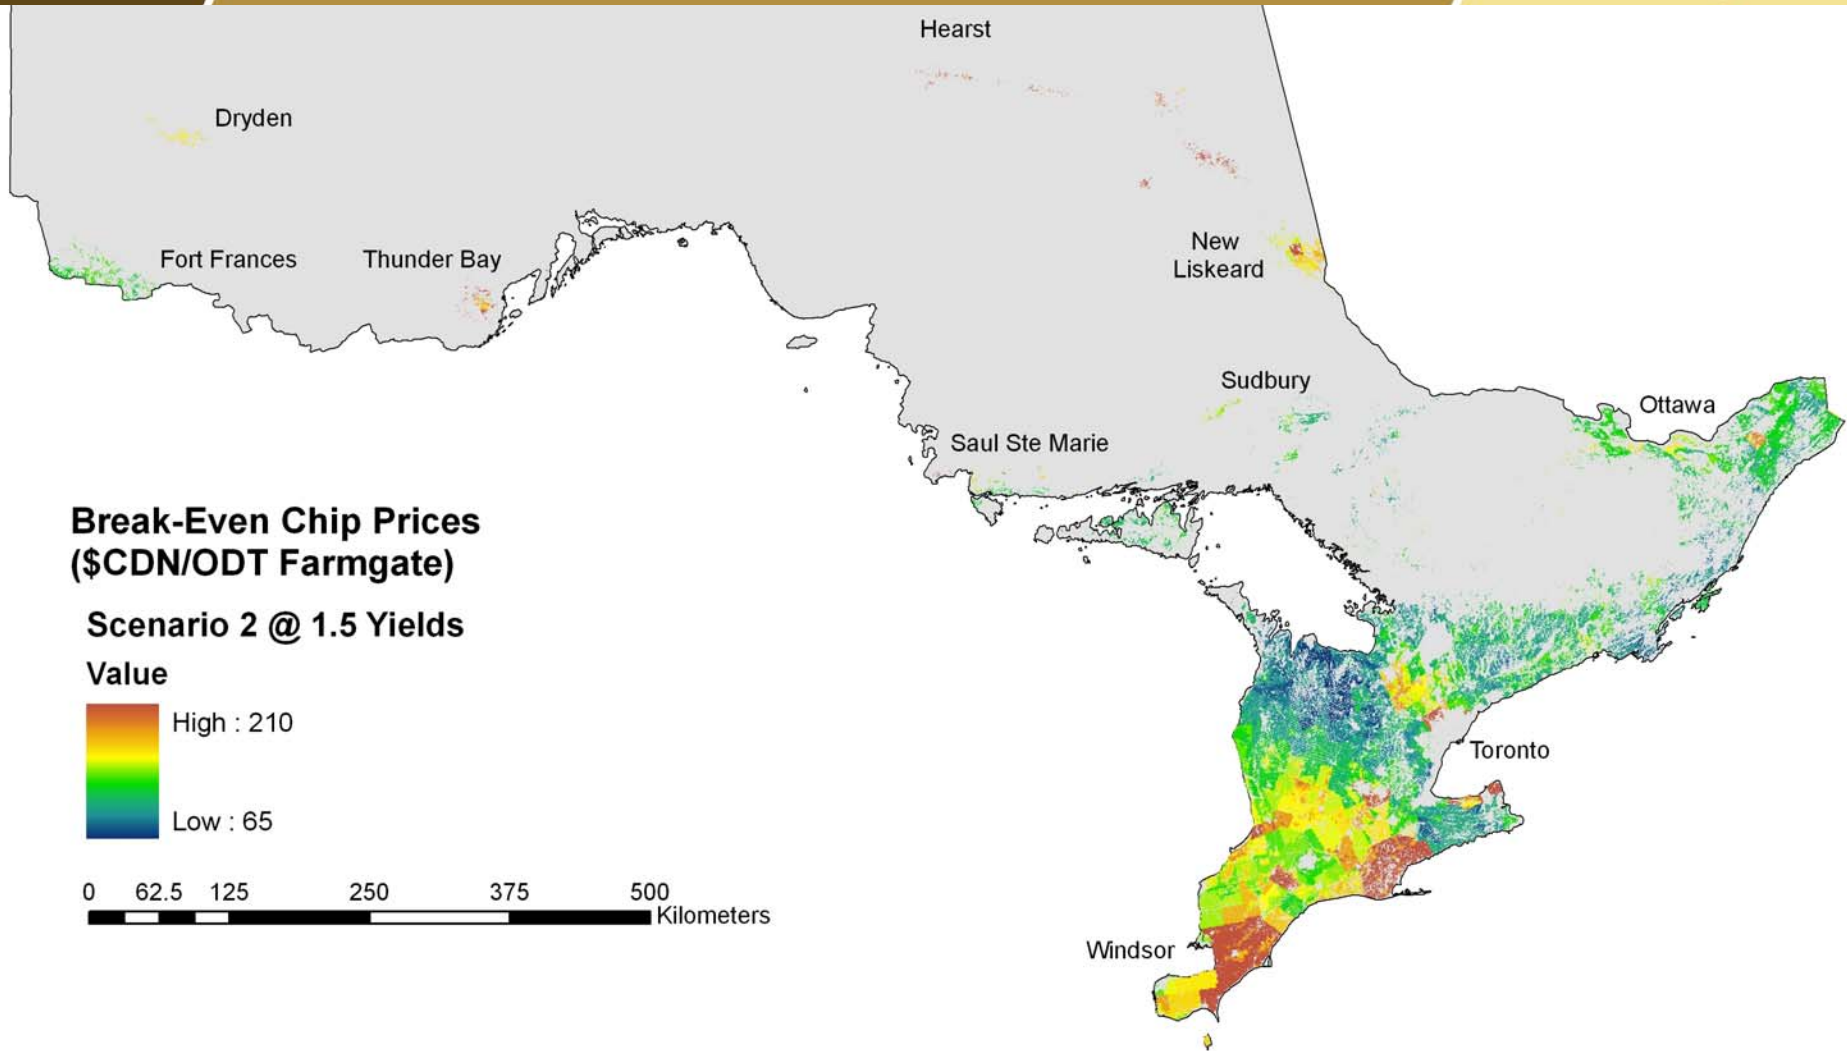 Hearst
Dryden
New
Liskeard
Fort Frances
Thunder Bay
Sudbury
Ottawa
Saul Ste Marie
Break-Even Chip Prices
($CDN/ODT Farmgate)
Scenario 2 @ 1.5 Yields
Value
High : 210
Low : 65
Toronto
0 62.5 125 250 375 500
Kilometers
Windsor